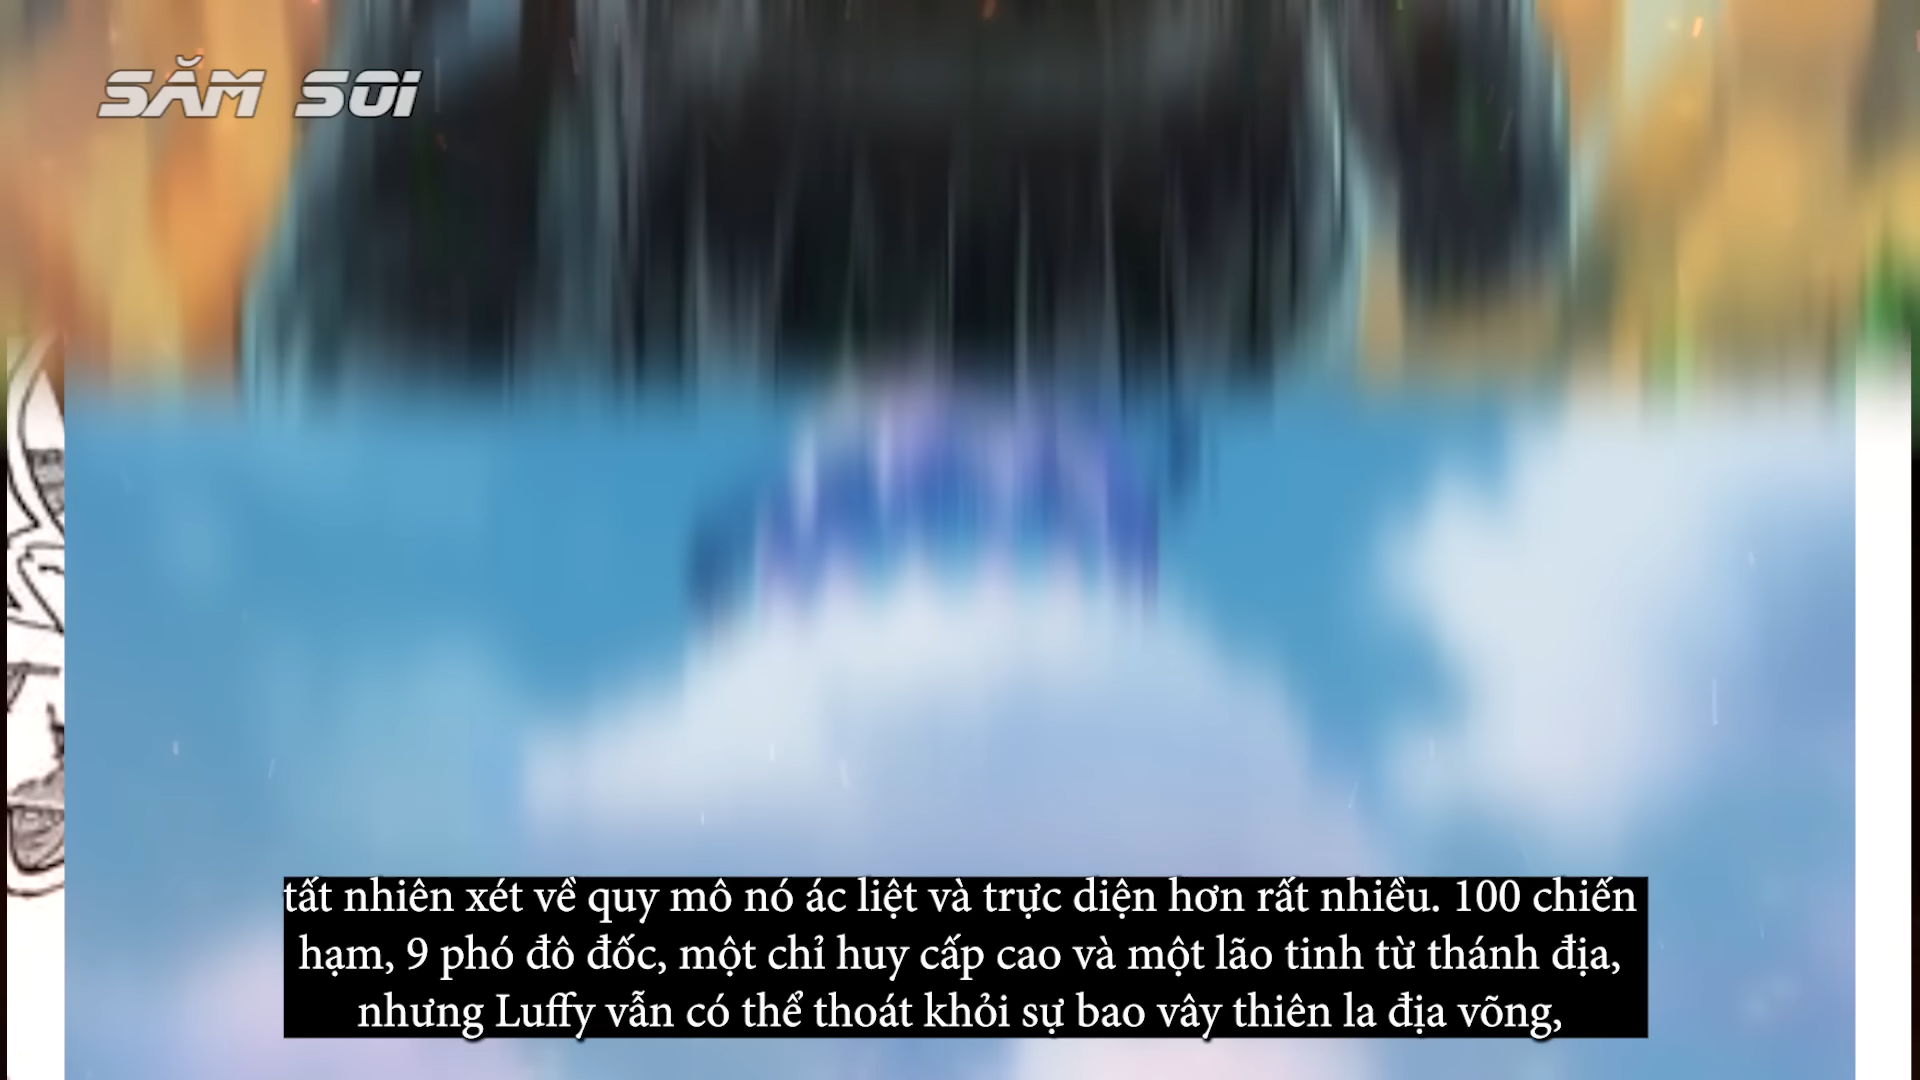 SĂM SOI
tất nhiên xét về quy mô nó ác liệt và trực diện hơn rất nhiều. 100 chiến
hạm, 9 phó đô đốc, một chỉ huy cấp cao và một lão tinh từ thánh địa,
nhưng Luffy vẫn có thể thoát khỏi sự bao vây thiên la địa võng,